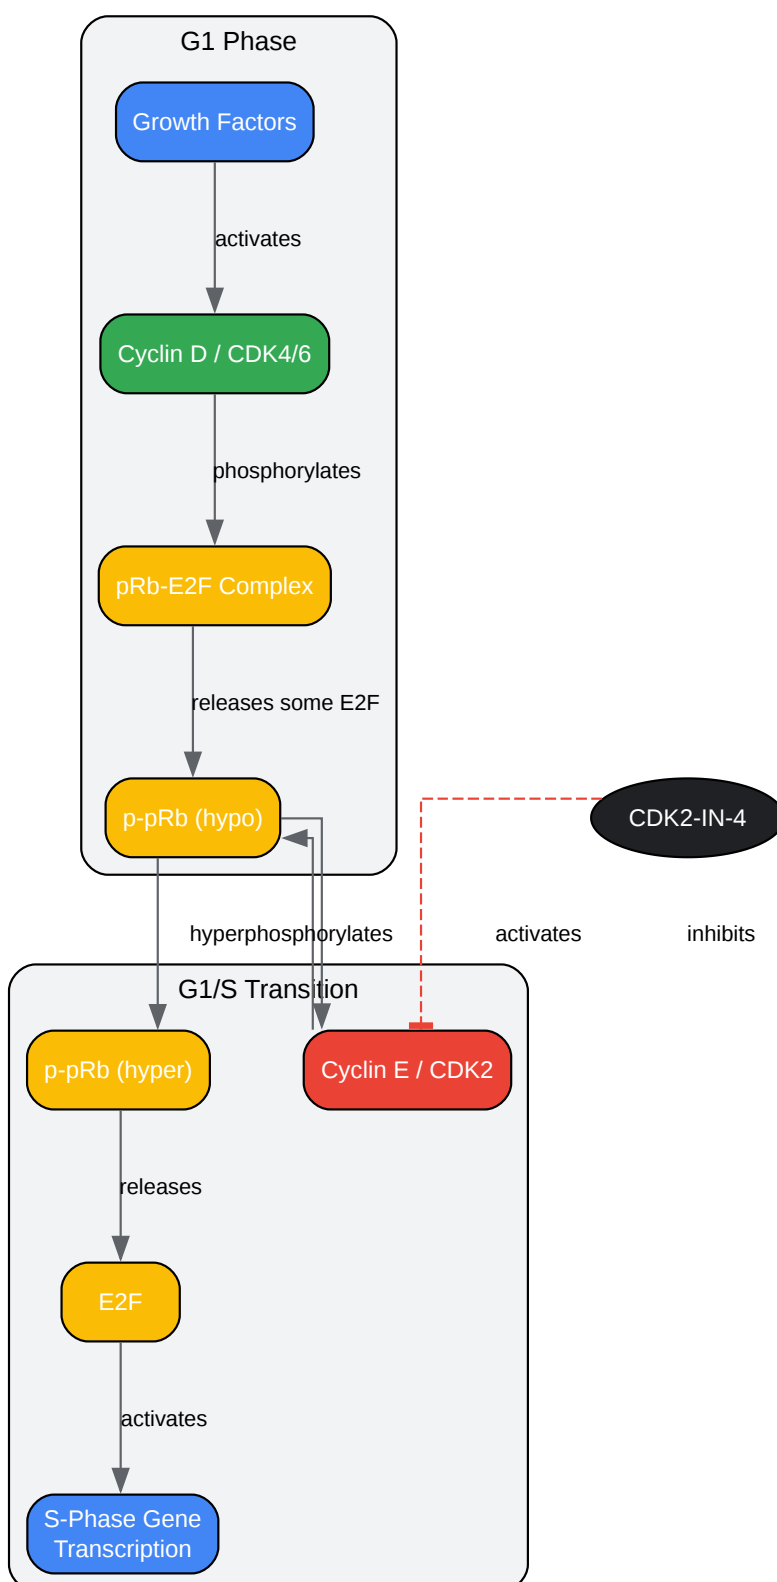 G1 Phase
Growth Factors
activates
Cyclin D / CDK4/6
phosphorylates
pRb-E2F Complex
releases some E2F
p-pRb (hypo)
CDK2-IN-4
hyperphosphorylates
activates
inhibits
G1/S Transition
p-pRb (hyper)
Cyclin E / CDK2
releases
E2F
activates
S-Phase Gene
Transcription